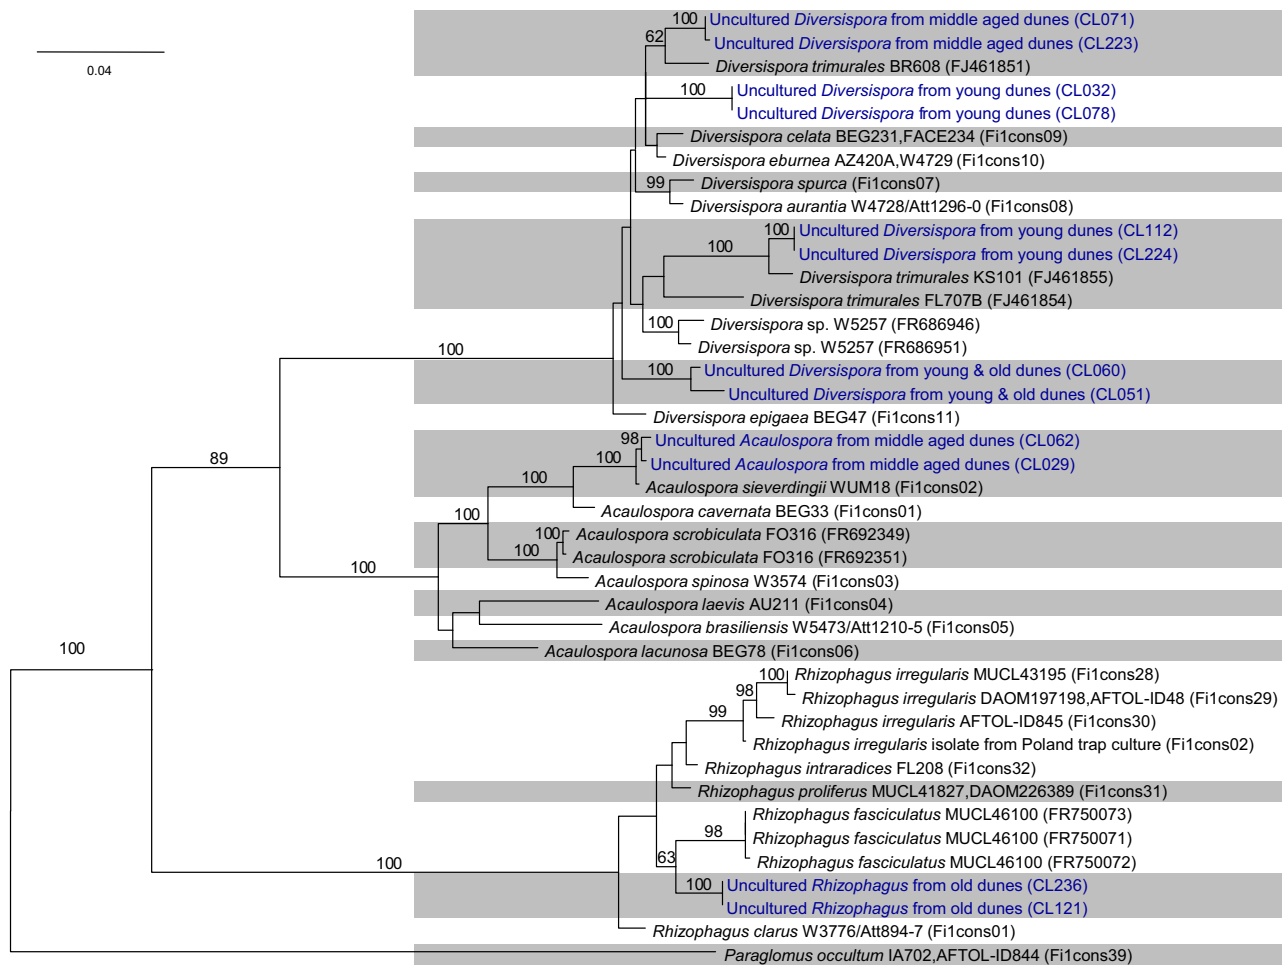 100 Uncultured Diversispora from middle aged dunes (CL071)
62 Uncultured Diversispora from middle aged dunes (CL223)
0.04 Diversispora trimurales BR608 (FJ461851)
100 Uncultured Diversispora from young dunes (CL032)
Uncultured Diversispora from young dunes (CL078)
Diversispora celata BEG231,FACE234 (Fi1cons09)
Diversispora eburnea AZ420A,W4729 (Fi1cons10)
99 Diversispora spurca (Fi1cons07)
Diversispora aurantia W4728/Att1296-0 (Fi1cons08)
100 Uncultured Diversispora from young dunes (CL112)
100 Uncultured Diversispora from young dunes (CL224)
Diversispora trimurales KS101 (FJ461855)
Diversispora trimurales FL707B (FJ461854)
100 Diversispora sp. W5257 (FR686946)
100 Diversispora sp. W5257 (FR686951)
100 Uncultured Diversispora from young & old dunes (CL060)
Uncultured Diversispora from young & old dunes (CL051)
Diversispora epigaea BEG47 (Fi1cons11)
98 Uncultured Acaulospora from middle aged dunes (CL062)
89 100 Uncultured Acaulospora from middle aged dunes (CL029)
100 Acaulospora sieverdingii WUM18 (Fi1cons02)
Acaulospora cavernata BEG33 (Fi1cons01)
100 100 Acaulospora scrobiculata FO316 (FR692349)
100 Acaulospora scrobiculata FO316 (FR692351)
100 Acaulospora spinosa W3574 (Fi1cons03)
Acaulospora laevis AU211 (Fi1cons04)
Acaulospora brasiliensis W5473/Att1210-5 (Fi1cons05)
100 Acaulospora lacunosa BEG78 (Fi1cons06)
100 Rhizophagus irregularis MUCL43195 (Fi1cons28)
98 Rhizophagus irregularis DAOM197198,AFTOL-ID48 (Fi1cons29)
99 Rhizophagus irregularis AFTOL-ID845 (Fi1cons30)
Rhizophagus irregularis isolate from Poland trap culture (Fi1cons02)
Rhizophagus intraradices FL208 (Fi1cons32)
Rhizophagus proliferus MUCL41827,DAOM226389 (Fi1cons31)
Rhizophagus fasciculatus MUCL46100 (FR750073)
98 Rhizophagus fasciculatus MUCL46100 (FR750071)
100 63 Rhizophagus fasciculatus MUCL46100 (FR750072)
100 Uncultured Rhizophagus from old dunes (CL236)
Uncultured Rhizophagus from old dunes (CL121)
Rhizophagus clarus W3776/Att894-7 (Fi1cons01)
Paraglomus occultum IA702,AFTOL-ID844 (Fi1cons39)